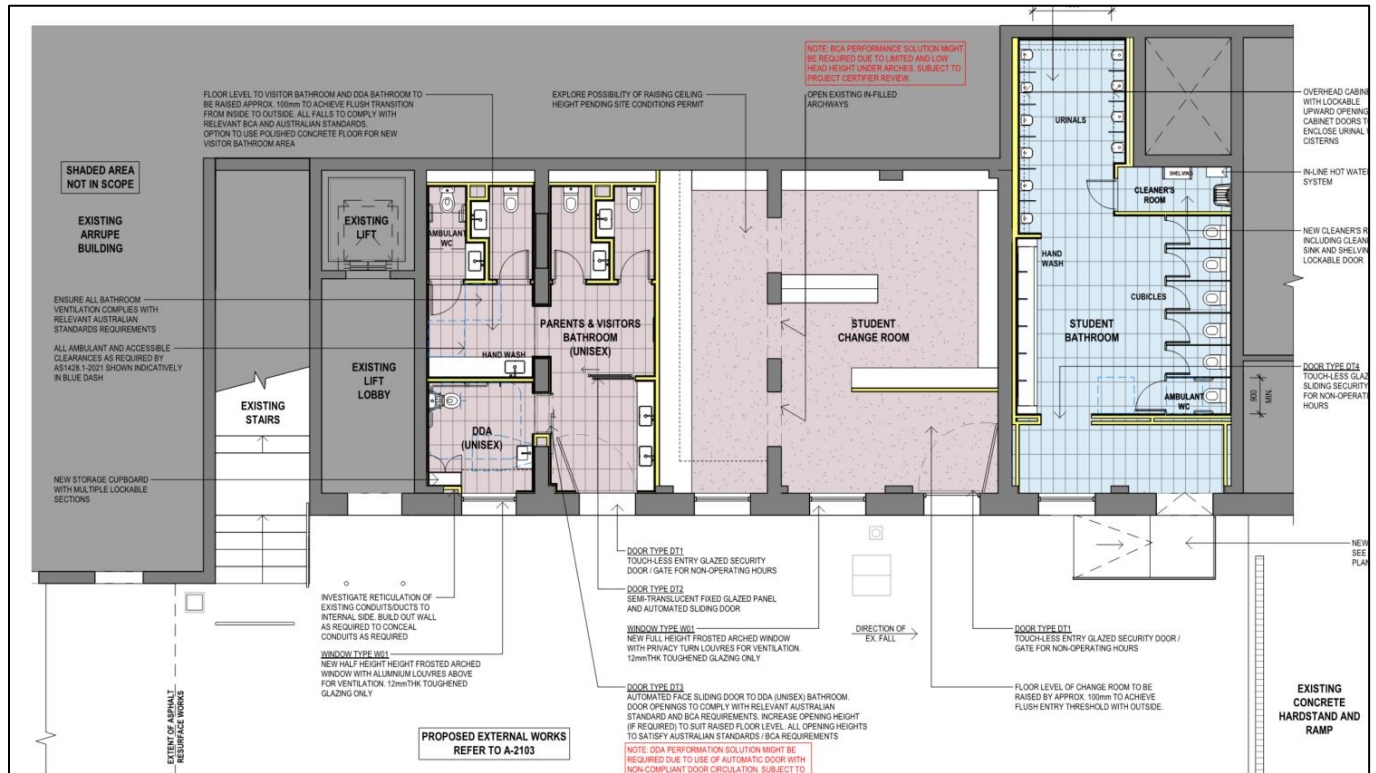 NOTE: BCA PERFORMANCE SOLUTION MIGHT
BE REQUIRED DUE TO LIMITED AND LOW
HEAD HEIGHT UNDER ARCHES. SUBJECT TO
PROJECT CERTIFIER REVIEW.
FLOOR LEVEL TO VISITOR BATHROOM AND DDA BATHROOM TO
BE RAISED APPROX. 100mm TO ACHIEVE FLUSH TRANSITION
FROM INSIDE TO OUTSIDE. ALL FALLS TO COMPLY WITH
RELEVANT BCA AND AUSTRALIAN STANDARDS.
OPTION TO USE POLISHED CONCRETE FLOOR FOR NEW
VISITOR BATHROOM AREA
EXPLORE POSSIBILITY OF RAISING CEILING
HEIGHT PENDING SITE CONDITIONS PERMIT
OPEN EXISTING IN-FILLED
ARCHWAYS
OVERHEAD CABINE
WITH LOCKABLE
UPWARD OPENING
CABINET DOORS T
ENCLOSE URINAL W
CISTERNS
URINALS
SHADED AREA
NOT IN SCOPE
EXISTING
ARRUPE
BUILDING
IN-LINE HOT WATE
SYSTEM
SHELVING
CLEANER'S
ROOM
EXISTING
LIFT
AMBULANT
WC
NEW CLEANER'S R
INCLUDING CLEAN
SINK AND SHELVIN
LOCKABLE DOOR
HAND
WASH
CUBICLES
ENSURE ALL BATHROOM
VENTILATION COMPLIES WITH
RELEVANT AUSTRALIAN
STANDARDS REQUIREMENTS
PARENTS & VISITORS
BATHROOM
(UNISEX)
STUDENT
CHANGE ROOM
STUDENT
BATHROOM
ALL AMBULANT AND ACCESSIBLE
CLEARANCES AS REQUIRED BY
AS1428.1-2021 SHOWN INDICATIVELY
IN BLUE DASH
HAND WASH
EXISTING
LIFT
LOBBY
DOOR TYPE DT4
TOUCH-LESS GLAZ
SLIDING SECURITY
FOR NON-OPERATI
HOURS
900
MIN.
AMBULANT
WC
EXISTING
STAIRS
DDA
(UNISEX)
NEW STORAGE CUPBOARD
WITH MULTIPLE LOCKABLE
SECTIONS
DOOR TYPE DT1
TOUCH-LESS ENTRY GLAZED SECURITY
DOOR / GATE FOR NON-OPERATING HOURS
DOOR TYPE DT2
SEMI-TRANSLUCENT FIXED GLAZED PANEL
AND AUTOMATED SLIDING DOOR
NEW
SEE
PLAN
INVESTIGATE RETICULATION OF
EXISTING CONDUITS/DUCTS TO
INTERNAL SIDE. BUILD OUT WALL
AS REQUIRED TO CONCEAL
CONDUITS AS REQUIRED
WINDOW TYPE W01
NEW FULL HEIGHT FROSTED ARCHED WINDOW
WITH PRIVACY TURN LOUVRES FOR VENTILATION.
12mmTHK TOUGHENED GLAZING ONLY
DIRECTION OF
EX. FALL
DOOR TYPE DT1
TOUCH-LESS ENTRY GLAZED SECURITY DOOR /
GATE FOR NON-OPERATING HOURS
WINDOW TYPE W01
NEW HALF HEIGHT HEIGHT FROSTED ARCHED
WINDOW WITH ALUMNIUM LOUVRES ABOVE
FOR VENTILATION. 12mmTHK TOUGHENED
GLAZING ONLY
DOOR TYPE DT3
AUTOMATED FACE SLIDING DOOR TO DDA (UNISEX) BATHROOM.
DOOR OPENINGS TO COMPLY WITH RELEVANT AUSTRALIAN
STANDARD AND BCA REQUIREMENTS. INCREASE OPENING HEIGHT
(IF REQUIRED) TO SUIT RAISED FLOOR LEVEL. ALL OPENING HEIGHTS
TO SATISFY AUSTRALIAN STANDARDS / BCA REQUIREMENTS
FLOOR LEVEL OF CHANGE ROOM TO BE
RAISED BY APPROX. 100mm TO ACHIEVE
FLUSH ENTRY THRESHOLD WITH OUTSIDE.
EXISTING
CONCRETE
HARDSTAND AND
RAMP
EXTENT OF ASPHALT
RESURFACE WORKS
PROPOSED EXTERNAL WORKS
REFER TO A-2103
NOTE: DDA PERFORMATION SOLUTION MIGHT BE
REQUIRED DUE TO USE OF AUTOMATIC DOOR WITH
NON-COMPLIANT DOOR CIRCULATION. SUBJECT TO